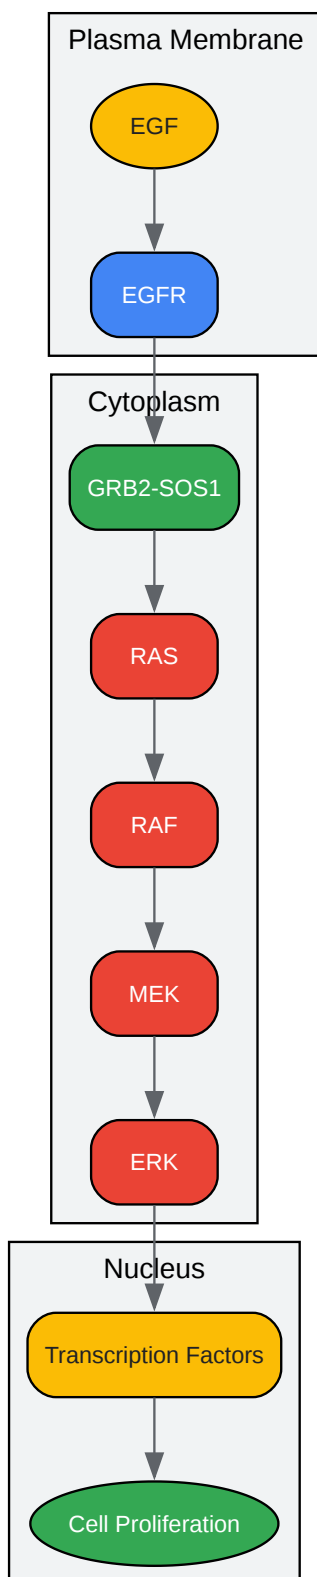 Plasma Membrane
EGF
EGFR
Cytoplasm
GRB2-SOS1
RAS
RAF
MEK
ERK
Nucleus
Transcription Factors
Cell Proliferation